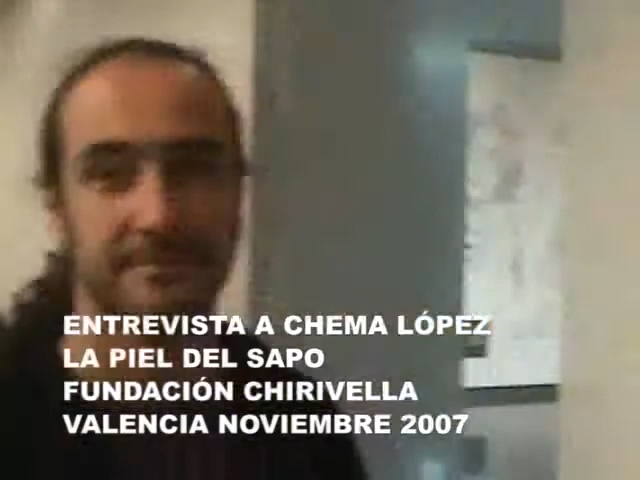 ENTREVISTA A CHEMA LÓPEZ
LA PIEL DEL SAPO
FUNDACIÓN CHIRIVELLA
VALENCIA NOVIEMBRE 2007